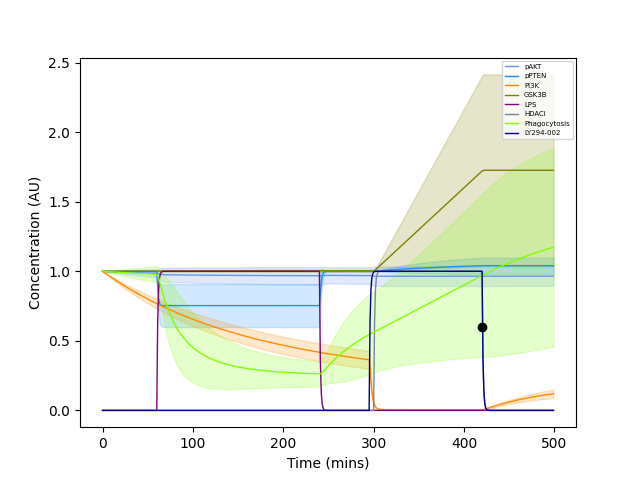 2.5
2.0
1.5
1.0
0.5
0.0
Concentration (AU)
pAKT
pPTEN
PI3K
GSK3B
LPS
HDACi
Phagocytosis
LY294-002
0
100
200
300
400
500
Time (mins)